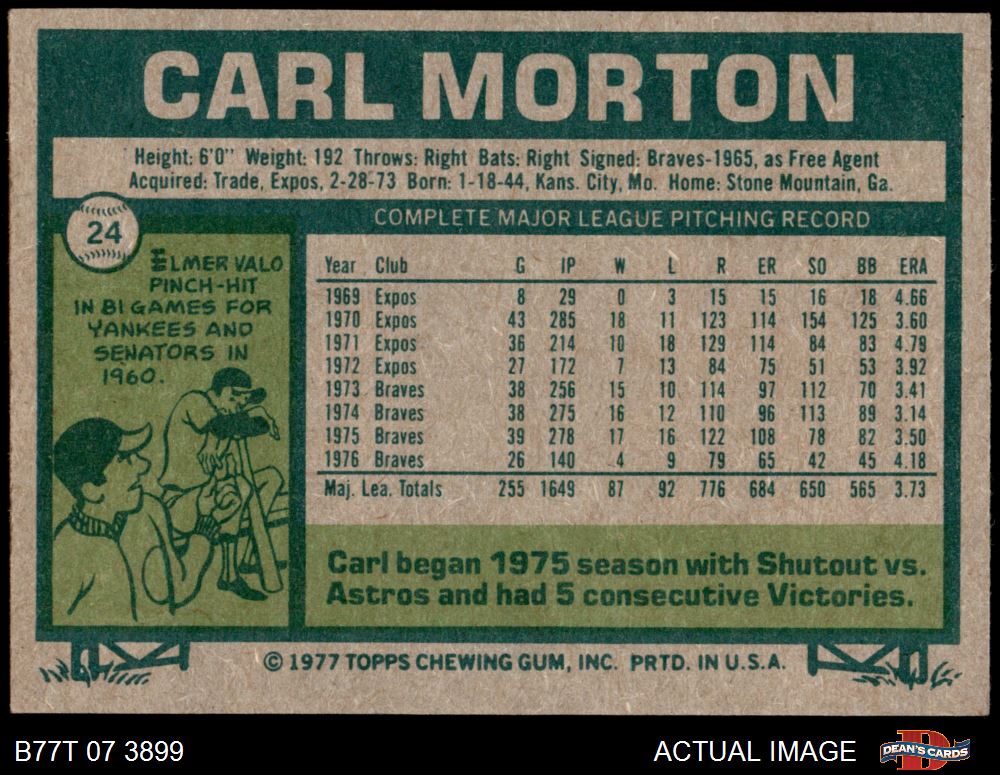 CARL MORTON
Height: 6'0" Weight: 192 Throws: Right Bats: Right Signed: Braves-1965, as Free Agent
Acquired: Trade, Expos, 2-28-73 Born: 1-18-44, Kans. City, Mo. Home: Stone Mountain, Ga.
24
ELMER VALO
PINCH-HIT
IN 81 GAMES FOR
YANKEES AND
SENATORS IN
1960.
COMPLETE MAJOR LEAGUE PITCHING RECORD
Year Club G IP W L R ER SO BB ERA
1969 Expos 8 29 0 3 15 15 16 18 4.66
1970 Expos 43 285 18 11 123 114 154 125 3.60
1971 Expos 36 214 10 18 129 114 84 83 4.79
1972 Expos 27 172 7 13 84 75 51 53 3.92
1973 Braves 38 256 15 10 114 97 112 70 3.41
1974 Braves 38 275 16 12 110 96 113 89 3.14
1975 Braves 39 278 17 16 122 108 78 82 3.50
1976 Braves 26 140 4 9 79 65 42 45 4.18
Maj. Lea. Totals 255 1649 87 92 776 684 650 565 3.73
Carl began 1975 season with Shutout vs.
Astros and had 5 consecutive Victories.
© 1977 TOPPS CHEWING GUM, INC. PRTD. IN U.S.A.
B77T 07 3899
ACTUAL IMAGE
D
DEAN'S CARDS